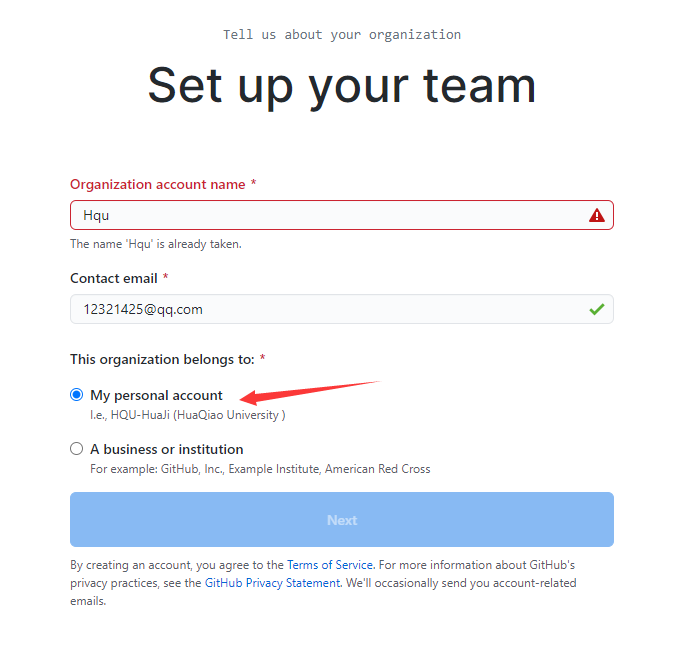 Tell us about your organization
Set up your team
Organization account name *
Hqu
The name 'Hqu' is already taken.
Contact email *
12321425@qq.com
This organization belongs to: *
My personal account
I.e., HQU-HuaJi (HuaQiao University )
A business or institution
For example: GitHub, Inc., Example Institute, American Red Cross
Next
By creating an account, you agree to the Terms of Service. For more information about GitHub's
privacy practices, see the GitHub Privacy Statement. We'll occasionally send you account-related
emails.